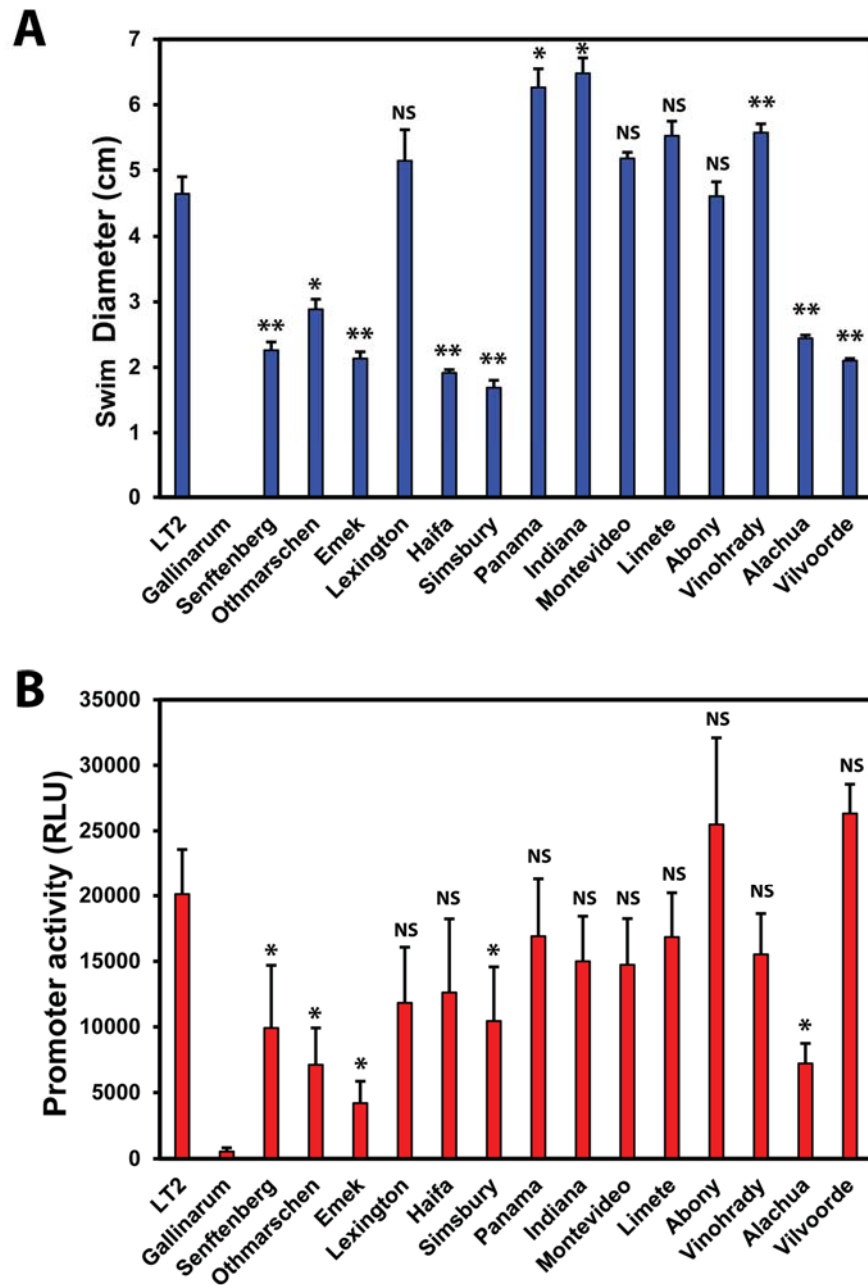 A
7
6
5
4
3
2
1
0
Swim Diameter (cm)
** * ** NS ** ** * * NS NS NS ** ** **
LT2 Gallinarum Senftenberg Othmarschen Emek Lexington Haifa Simsbury Panama Indiana Montevideo Limete Abony Vinohrady Alachua Vilvoorde
B
35000
30000
25000
20000
15000
10000
5000
0
Promoter activity (RLU)
* * * NS NS * NS NS NS NS NS NS * NS
LT2 Gallinarum Senftenberg Othmarschen Emek Lexington Haifa Simsbury Panama Indiana Montevideo Limete Abony Vinohrady Alachua Vilvoorde